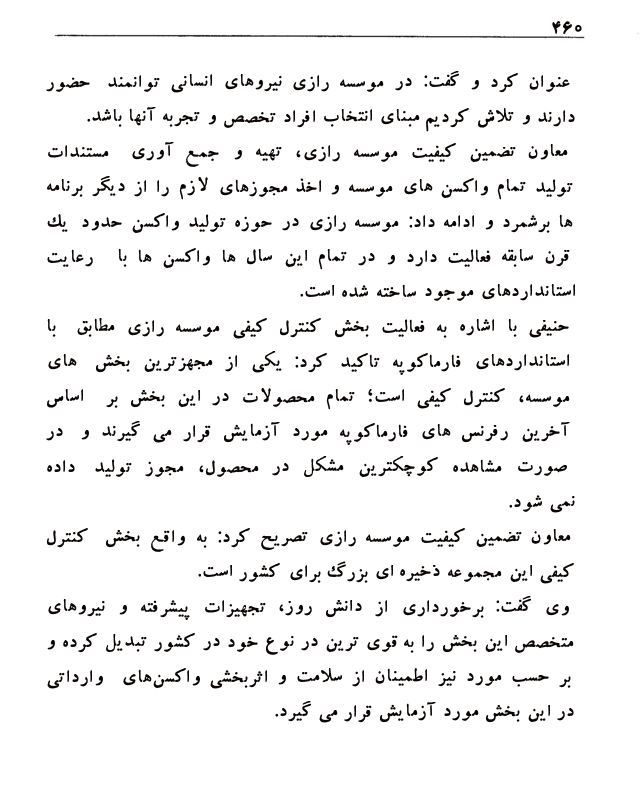 ۴۶۰
عنوان کرد و گفت: در موسسه رازی نیروهای انسانی توانمند حضور
دارند و تلاش کردیم مبنای انتخاب افراد تخصص و تجربه آنها باشد.
معاون تضمین کیفیت موسسه رازی، تهیه و جمع آوری مستندات
تولید تمام واکسن های موسسه و اخذ مجوزهای لازم را از دیگر برنامه
ها برشمرد و ادامه داد: موسسه رازی در حوزه تولید واکسن حدود یك
قرن سابقه فعالیت دارد و در تمام این سال ها واکسن ها با رعایت
استانداردهای موجود ساخته شده است.
حنیفی با اشاره به فعالیت بخش کنترل کیفی موسسه رازی مطابق با
استانداردهای فارماکوپه تاکید کرد: یکی از مجهزترین بخش های
موسسه، کنترل کیفی است؛ تمام محصولات در این بخش بر اساس
آخرین رفرنس های فارماکوپه مورد آزمایش قرار می گیرند و در
صورت مشاهده کوچکترین مشکل در محصول، مجوز تولید داده
نمی شود.
معاون تضمین کیفیت موسسه رازی تصریح کرد: به واقع بخش کنترل
کیفی این مجموعه ذخیره ای بزرگ برای کشور است.
وی گفت: برخورداری از دانش روز، تجهیزات پیشرفته و نیروهای
متخصص این بخش را به قوی ترین در نوع خود در کشور تبدیل کرده و
بر حسب مورد نیز اطمینان از سلامت و اثربخشی واکسن‌های وارداتی
در این بخش مورد آزمایش قرار می گیرد.